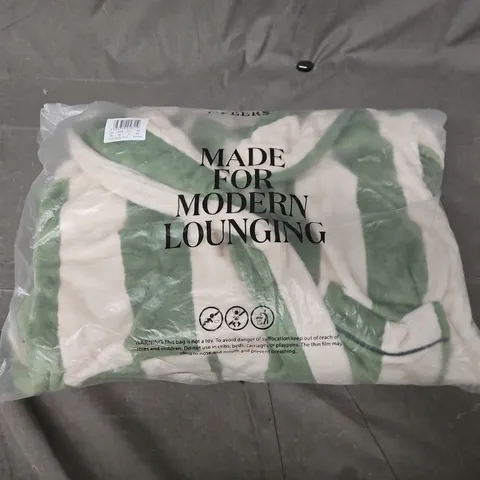 MADE
FOR
MODERN
LOUNGING
WARNING:This bag is not a toy. To avoid danger of suffocation keep out of reach of
babies and children. Do not use in cribs, beds, carriages or playpens. The thin film may
cling to nose and mouth and prevent breathing.